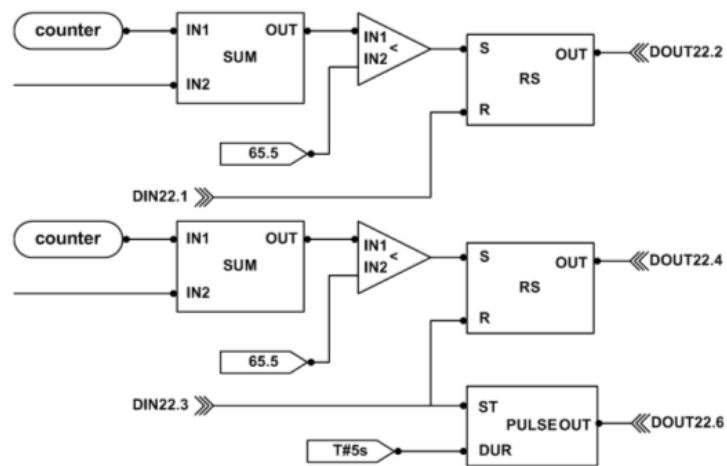 counter
IN1
OUT
SUM
IN2
IN1
IN2
<
65.5
S
OUT
RS
R
DOUT22.2
DIN22.1
counter
IN1
OUT
SUM
IN2
IN1
IN2
<
65.5
S
OUT
RS
R
DOUT22.4
DIN22.3
ST
PULSE OUT
DUR
DOUT22.6
T#5s